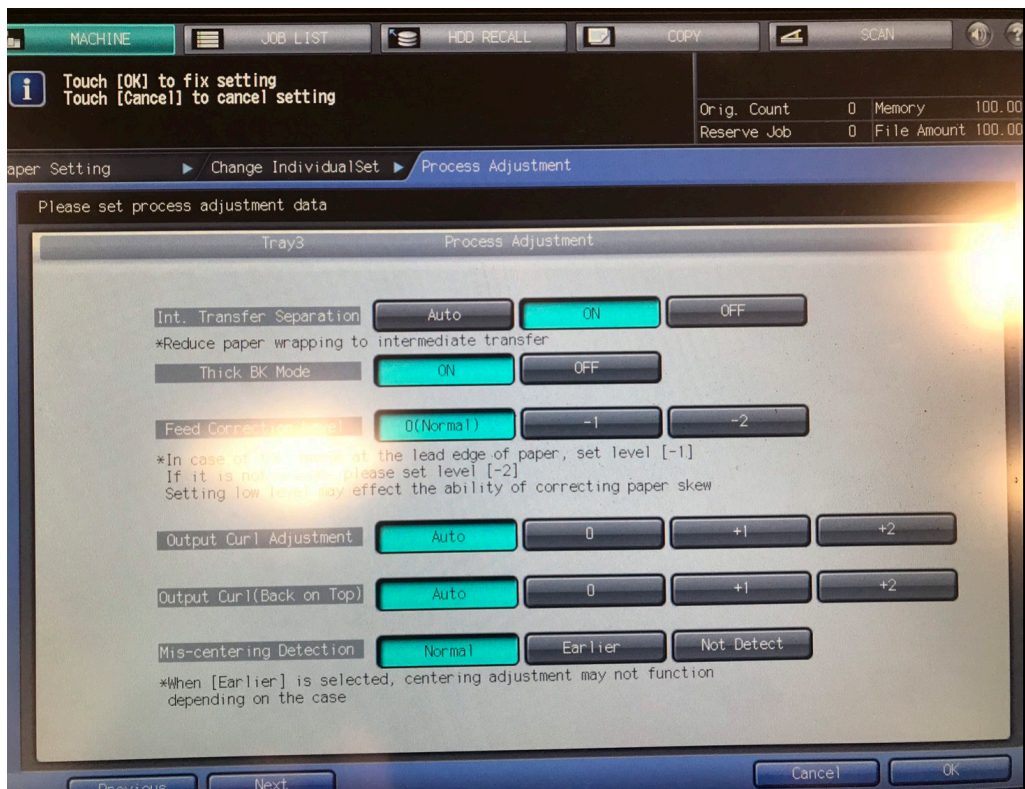 MACHINE
JOB LIST
HDD RECALL
COPY
SCAN
Touch [OK] to fix setting
Touch [Cancel] to cancel setting
Orig. Count 0 Memory 100.00
Reserve Job 0 File Amount 100.00
aper Setting Change IndividualSet Process Adjustment
Please set process adjustment data
Tray3 Process Adjustment
Int. Transfer Separation Auto ON OFF
*Reduce paper wrapping to intermediate transfer
Thick BK Mode ON OFF
Feed Correction Level 0(Normal) -1 -2
*In case of at the lead edge of paper, set level [-1]
If it is please set level [-2]
Setting low level may effect the ability of correcting paper skew
Output Curl Adjustment Auto 0 +1 +2
Output Curl(Back on Top) Auto 0 +1 +2
Mis-centering Detection Normal Earlier Not Detect
*When [Earlier] is selected, centering adjustment may not function
depending on the case
Previous Next Cancel OK